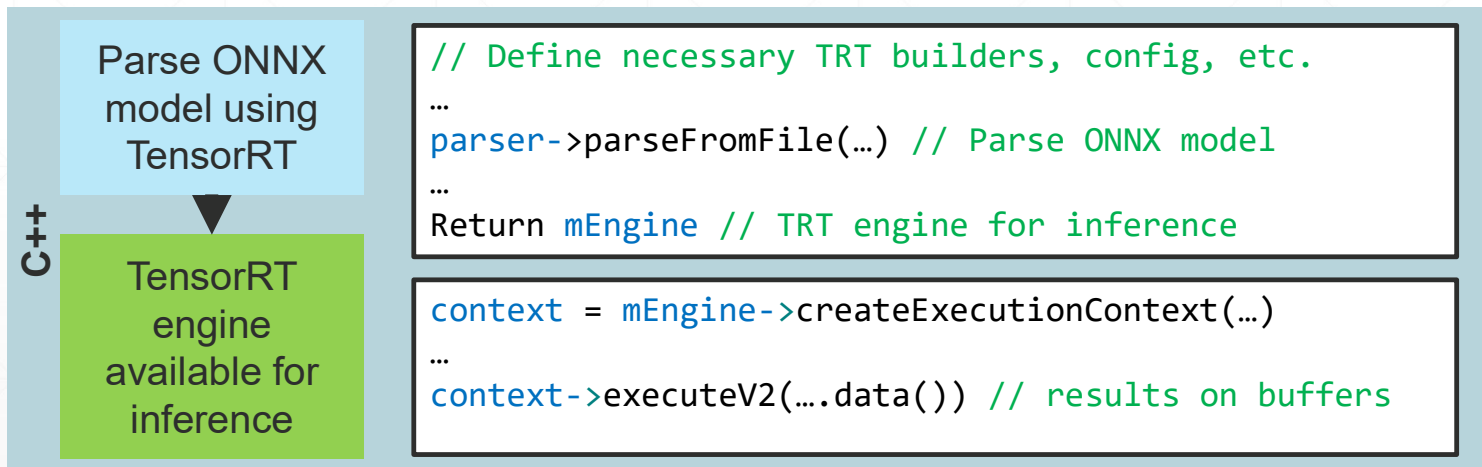 C++
Parse ONNX
model using
TensorRT
// Define necessary TRT builders, config, etc.
…
parser->parseFromFile(…) // Parse ONNX model
…
Return mEngine // TRT engine for inference
TensorRT
engine
available for
inference
context = mEngine->createExecutionContext(…)
…
context->executeV2(….data()) // results on buffers